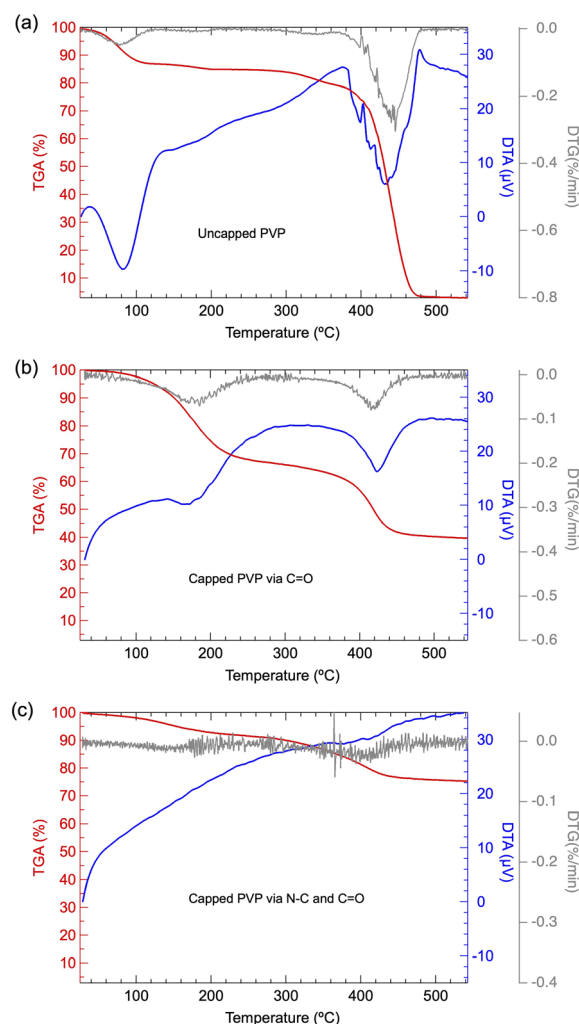 (a)
100
90
80
70
60
50
40
30
20
10
TGA (%)
Uncapped PVP
30
20
10
0
-10
DTA (µV)
0.0
-0.2
-0.4
-0.6
-0.8
DTG(%/min)
100 200 300 400 500
Temperature (ºC)
(b)
100
90
80
70
60
50
40
30
20
10
TGA (%)
Capped PVP via C=O
30
20
10
0
-10
DTA (µV)
0.0
-0.1
-0.2
-0.3
-0.4
-0.5
-0.6
DTG(%/min)
100 200 300 400 500
Temperature (ºC)
(c)
100
90
80
70
60
50
40
30
20
10
TGA (%)
Capped PVP via N-C and C=O
30
20
10
0
-10
DTA (µV)
0.0
-0.1
-0.2
-0.3
-0.4
DTG(%/min)
100 200 300 400 500
Temperature (ºC)